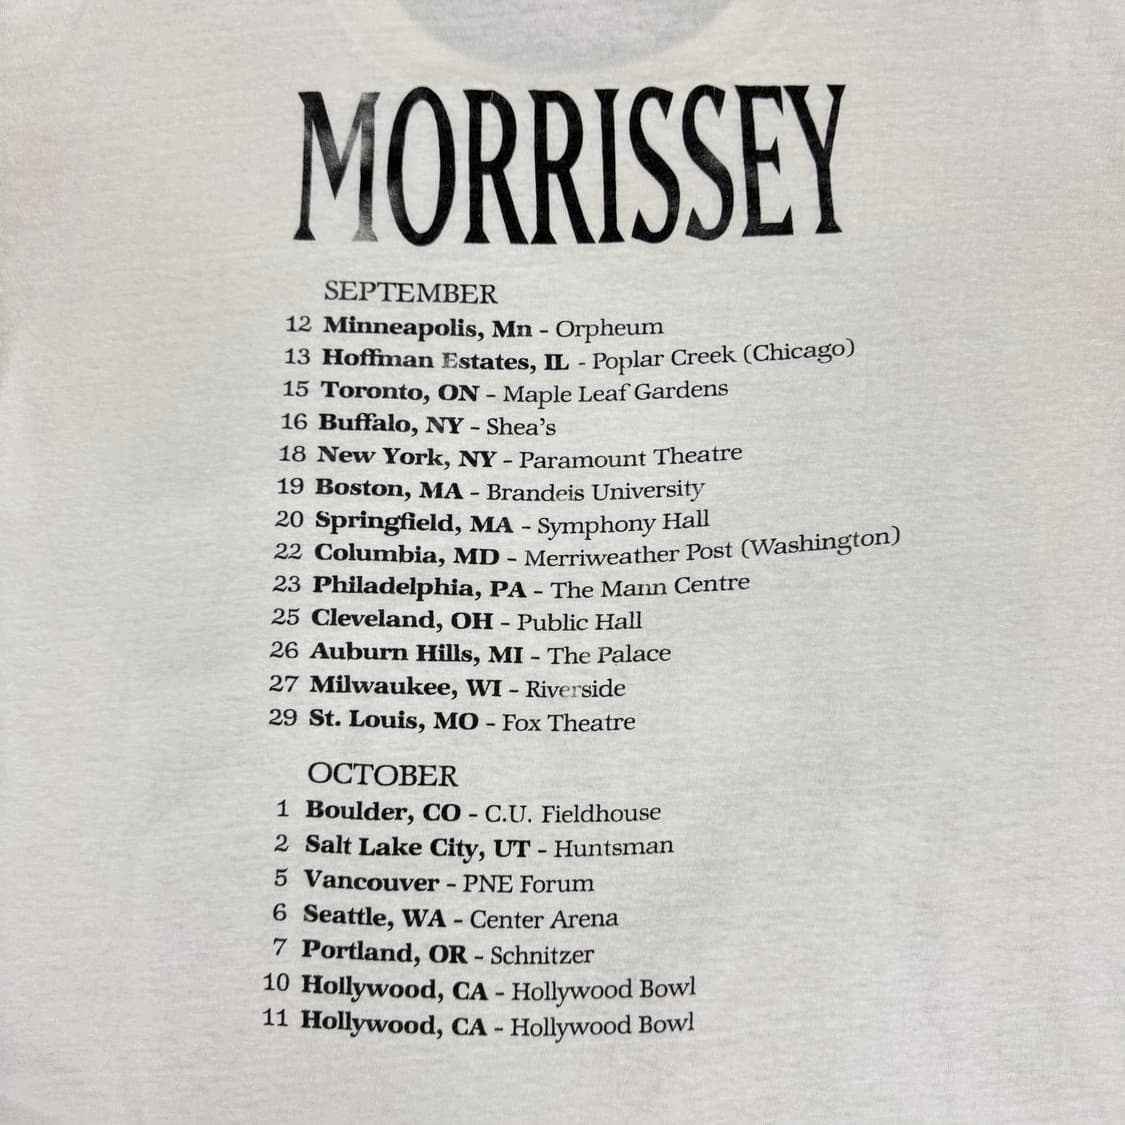 MORRISSEY
SEPTEMBER
12 Minneapolis, Mn - Orpheum
13 Hoffman Estates, IL - Poplar Creek (Chicago)
15 Toronto, ON - Maple Leaf Gardens
16 Buffalo, NY - Shea's
18 New York, NY - Paramount Theatre
19 Boston, MA - Brandeis University
20 Springfield, MA - Symphony Hall
22 Columbia, MD - Merriweather Post (Washington)
23 Philadelphia, PA - The Mann Centre
25 Cleveland, OH - Public Hall
26 Auburn Hills, MI - The Palace
27 Milwaukee, WI - Riverside
29 St. Louis, MO - Fox Theatre
OCTOBER
1 Boulder, CO - C.U. Fieldhouse
2 Salt Lake City, UT - Huntsman
5 Vancouver - PNE Forum
6 Seattle, WA - Center Arena
7 Portland, OR - Schnitzer
10 Hollywood, CA - Hollywood Bowl
11 Hollywood, CA - Hollywood Bowl